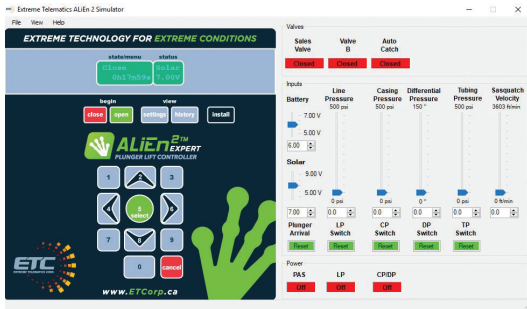 Extreme Telematics ALiEn 2 Simulator
File View Help
EXTREME TECHNOLOGY FOR EXTREME CONDITIONS
state/menu status
Close Solar
0h17m59s 7.00V
begin view
close open settings history install
ALiEn2™
EXPERT
PLUNGER LIFT CONTROLLER
1 2 3
4 5 6
select
7 8 9
0 cancel
ETC
www.ETCorp.ca
Valves
Sales Valve Auto
Valve B Catch
Closed Closed Closed
Inputs
Battery Line Casing Differential Tubing Sasquatch
Pressure Pressure Pressure Pressure Velocity
500 psi 500 psi 150 " 500 psi 3603 ft/min
7.00 V
5.00 V
6.00
Solar
9.00 V
5.00 V
0 psi 0 psi 0 " 0 psi 0 ft/min
7.00 0.0 0.0 0.0 0.0 0.0
Plunger LP CP DP TP
Arrival Switch Switch Switch Switch
Reset Reset Reset Reset Reset
Power
PAS LP CP/DP
Off Off Off